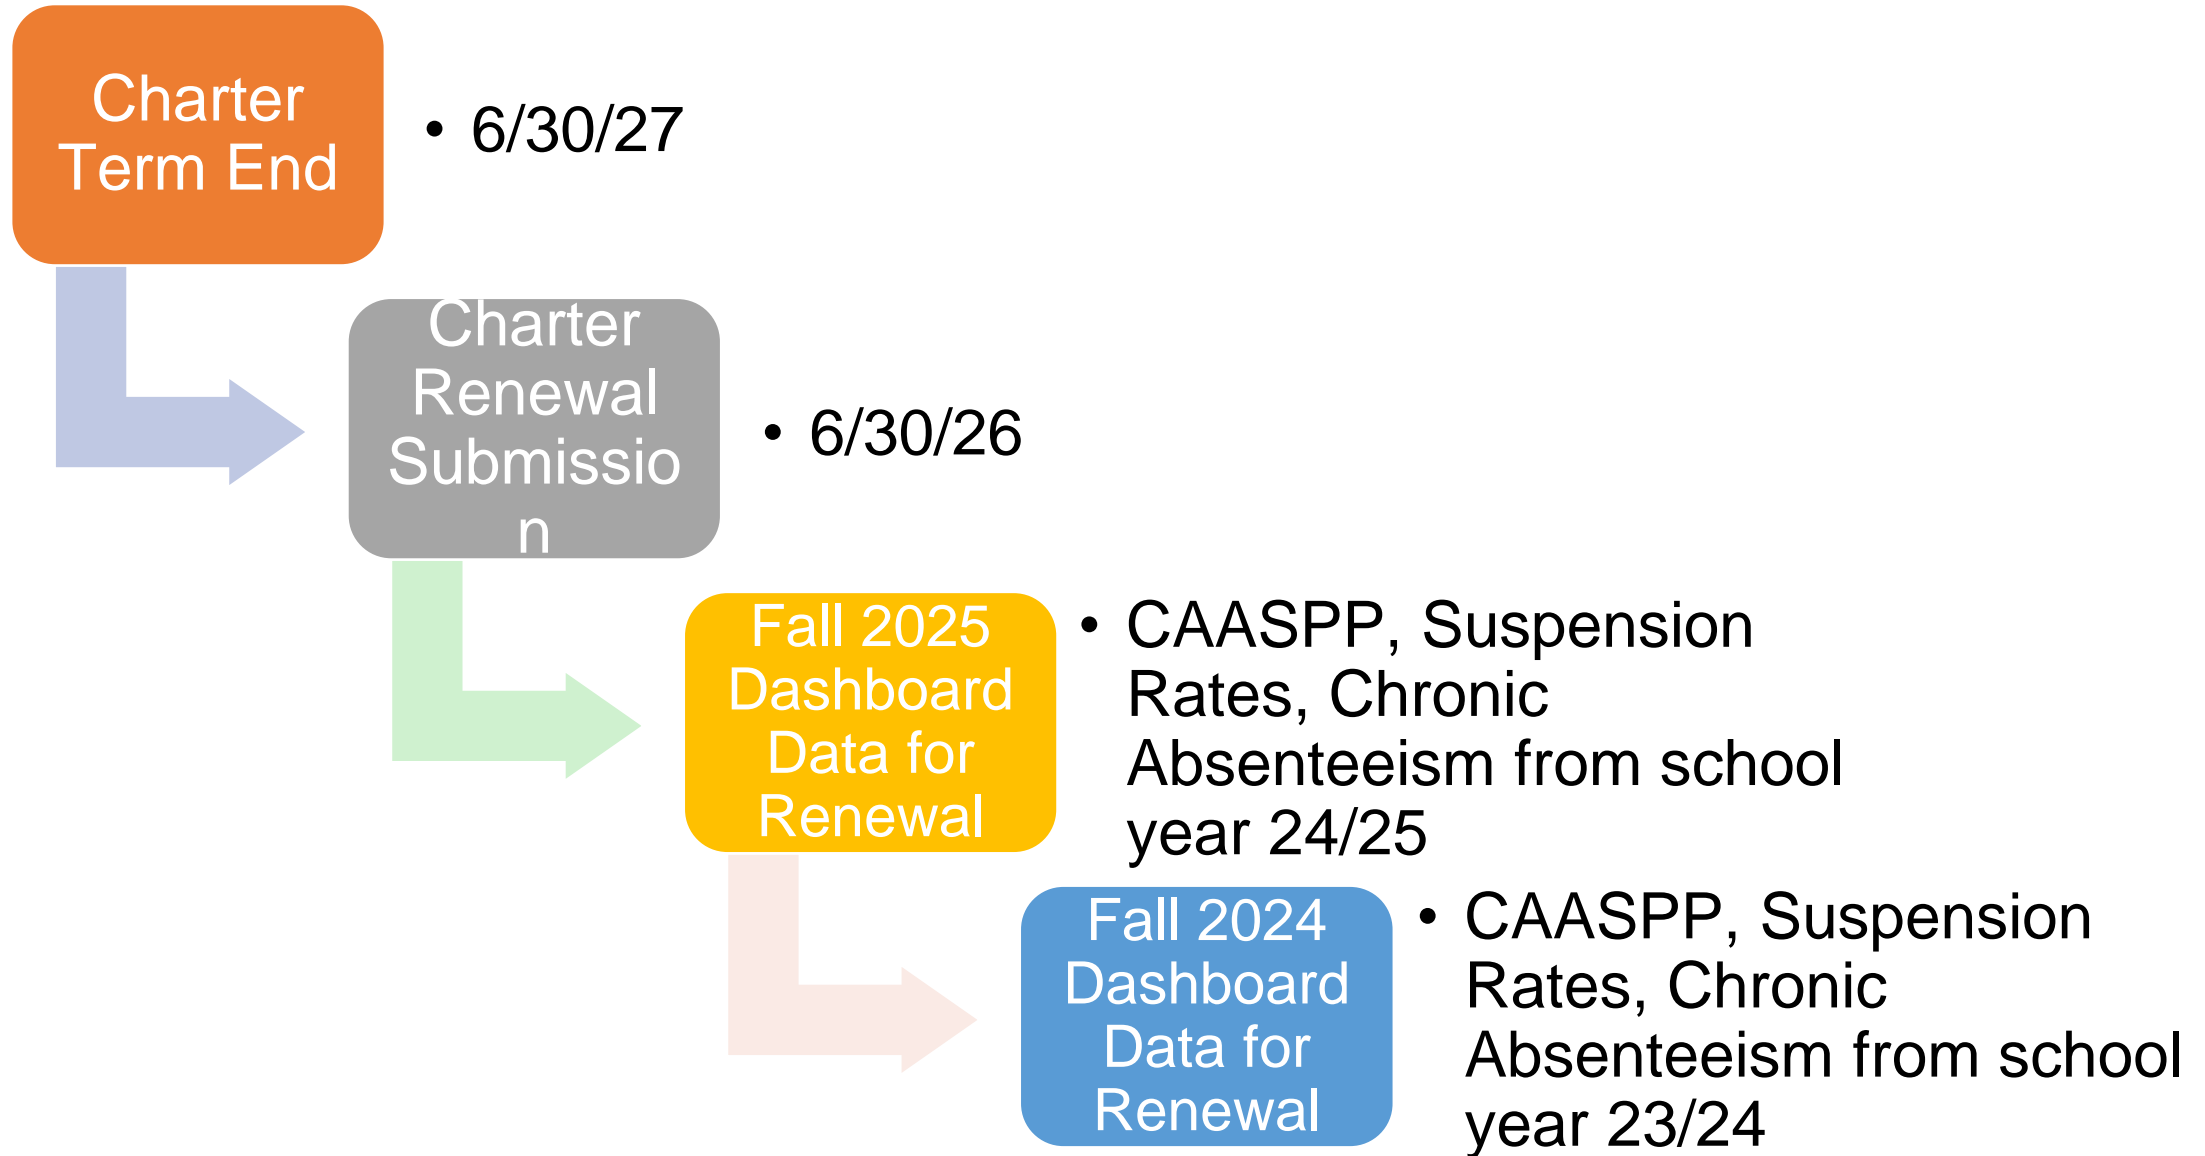 Charter
Term End
• 6/30/27
Charter
Renewal
Submissio
n
• 6/30/26
Fall 2025
Dashboard
Data for
Renewal
• CAASPP, Suspension
Rates, Chronic
Absenteeism from school
year 24/25
Fall 2024
Dashboard
Data for
Renewal
• CAASPP, Suspension
Rates, Chronic
Absenteeism from school
year 23/24